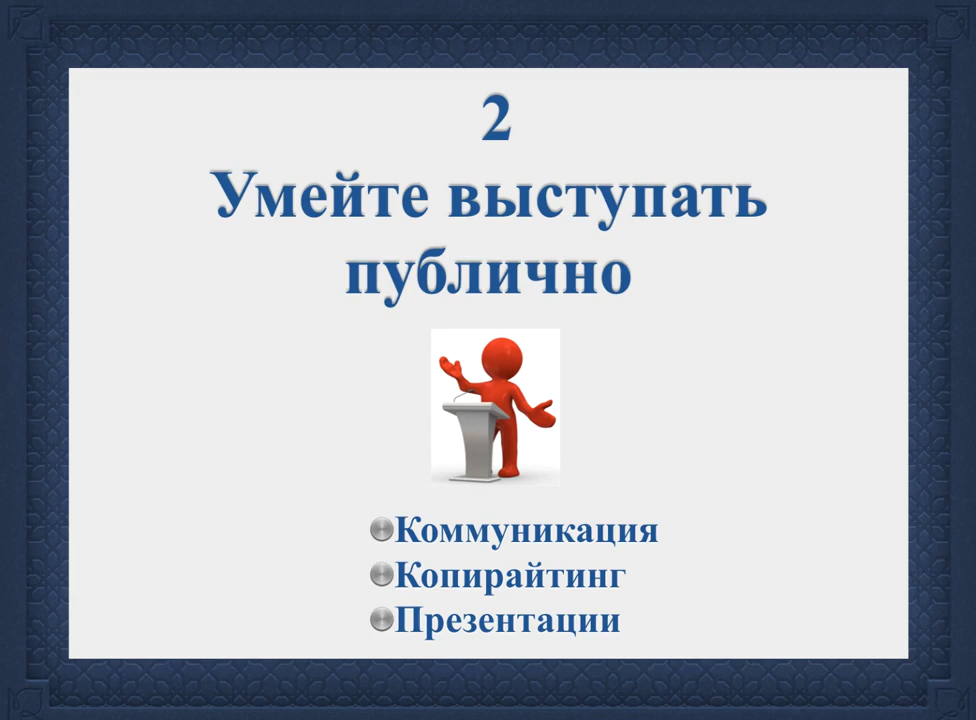 2
Умейте выступать
публично
Коммуникация
Копирайтинг
Презентации